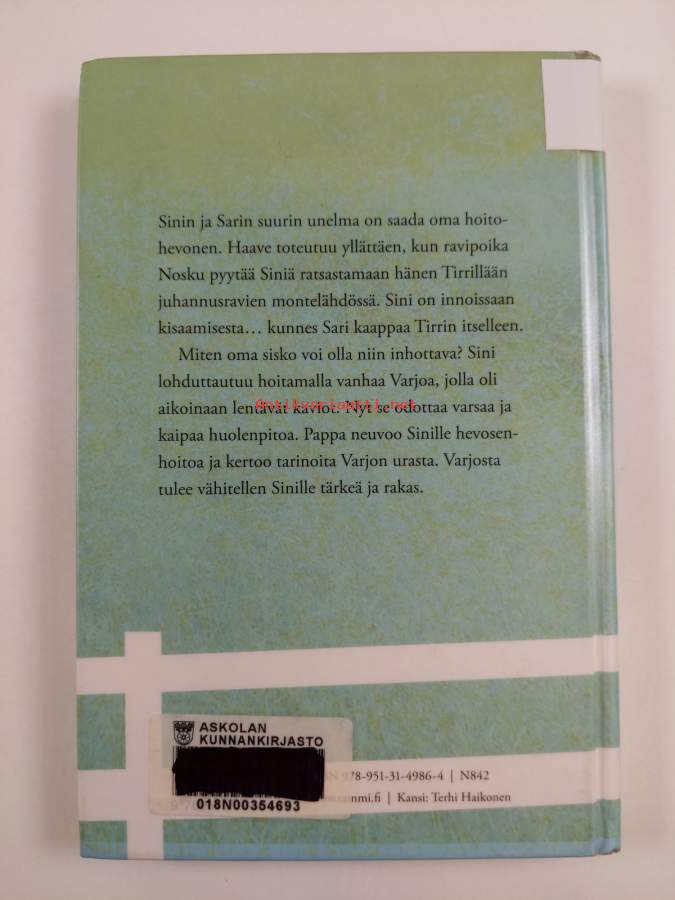 Sinin ja Sarin suurin unelma on saada oma hoito-
hevonen. Haave toteutuu yllättäen, kun ravipoika
Nosku pyytää Siniä ratsastamaan hänen Tirrillään
juhannusravien montelähdössä. Sini on innoissaan
kisaamisesta… kunnes Sari kaappaa Tirrin itselleen.
Miten oma sisko voi olla niin inhottava? Sini
lohduttautuu hoitamalla vanhaa Varjoa, jolla oli
aikoinaan lentävät kaviot. Nyt se odottaa varsaa ja
Antikvariaatti.net
kaipaa huolenpitoa. Pappa neuvoo Sinille hevosen-
hoitoa ja kertoo tarinoita Varjon urasta. Varjosta
tulee vähitellen Sinille tärkeä ja rakas.
ASKOLAN
KUNNANKIRJASTO
018N00354693
978-951-31-4986-4 | N842
mmi.fi | Kansi: Terhi Haikonen